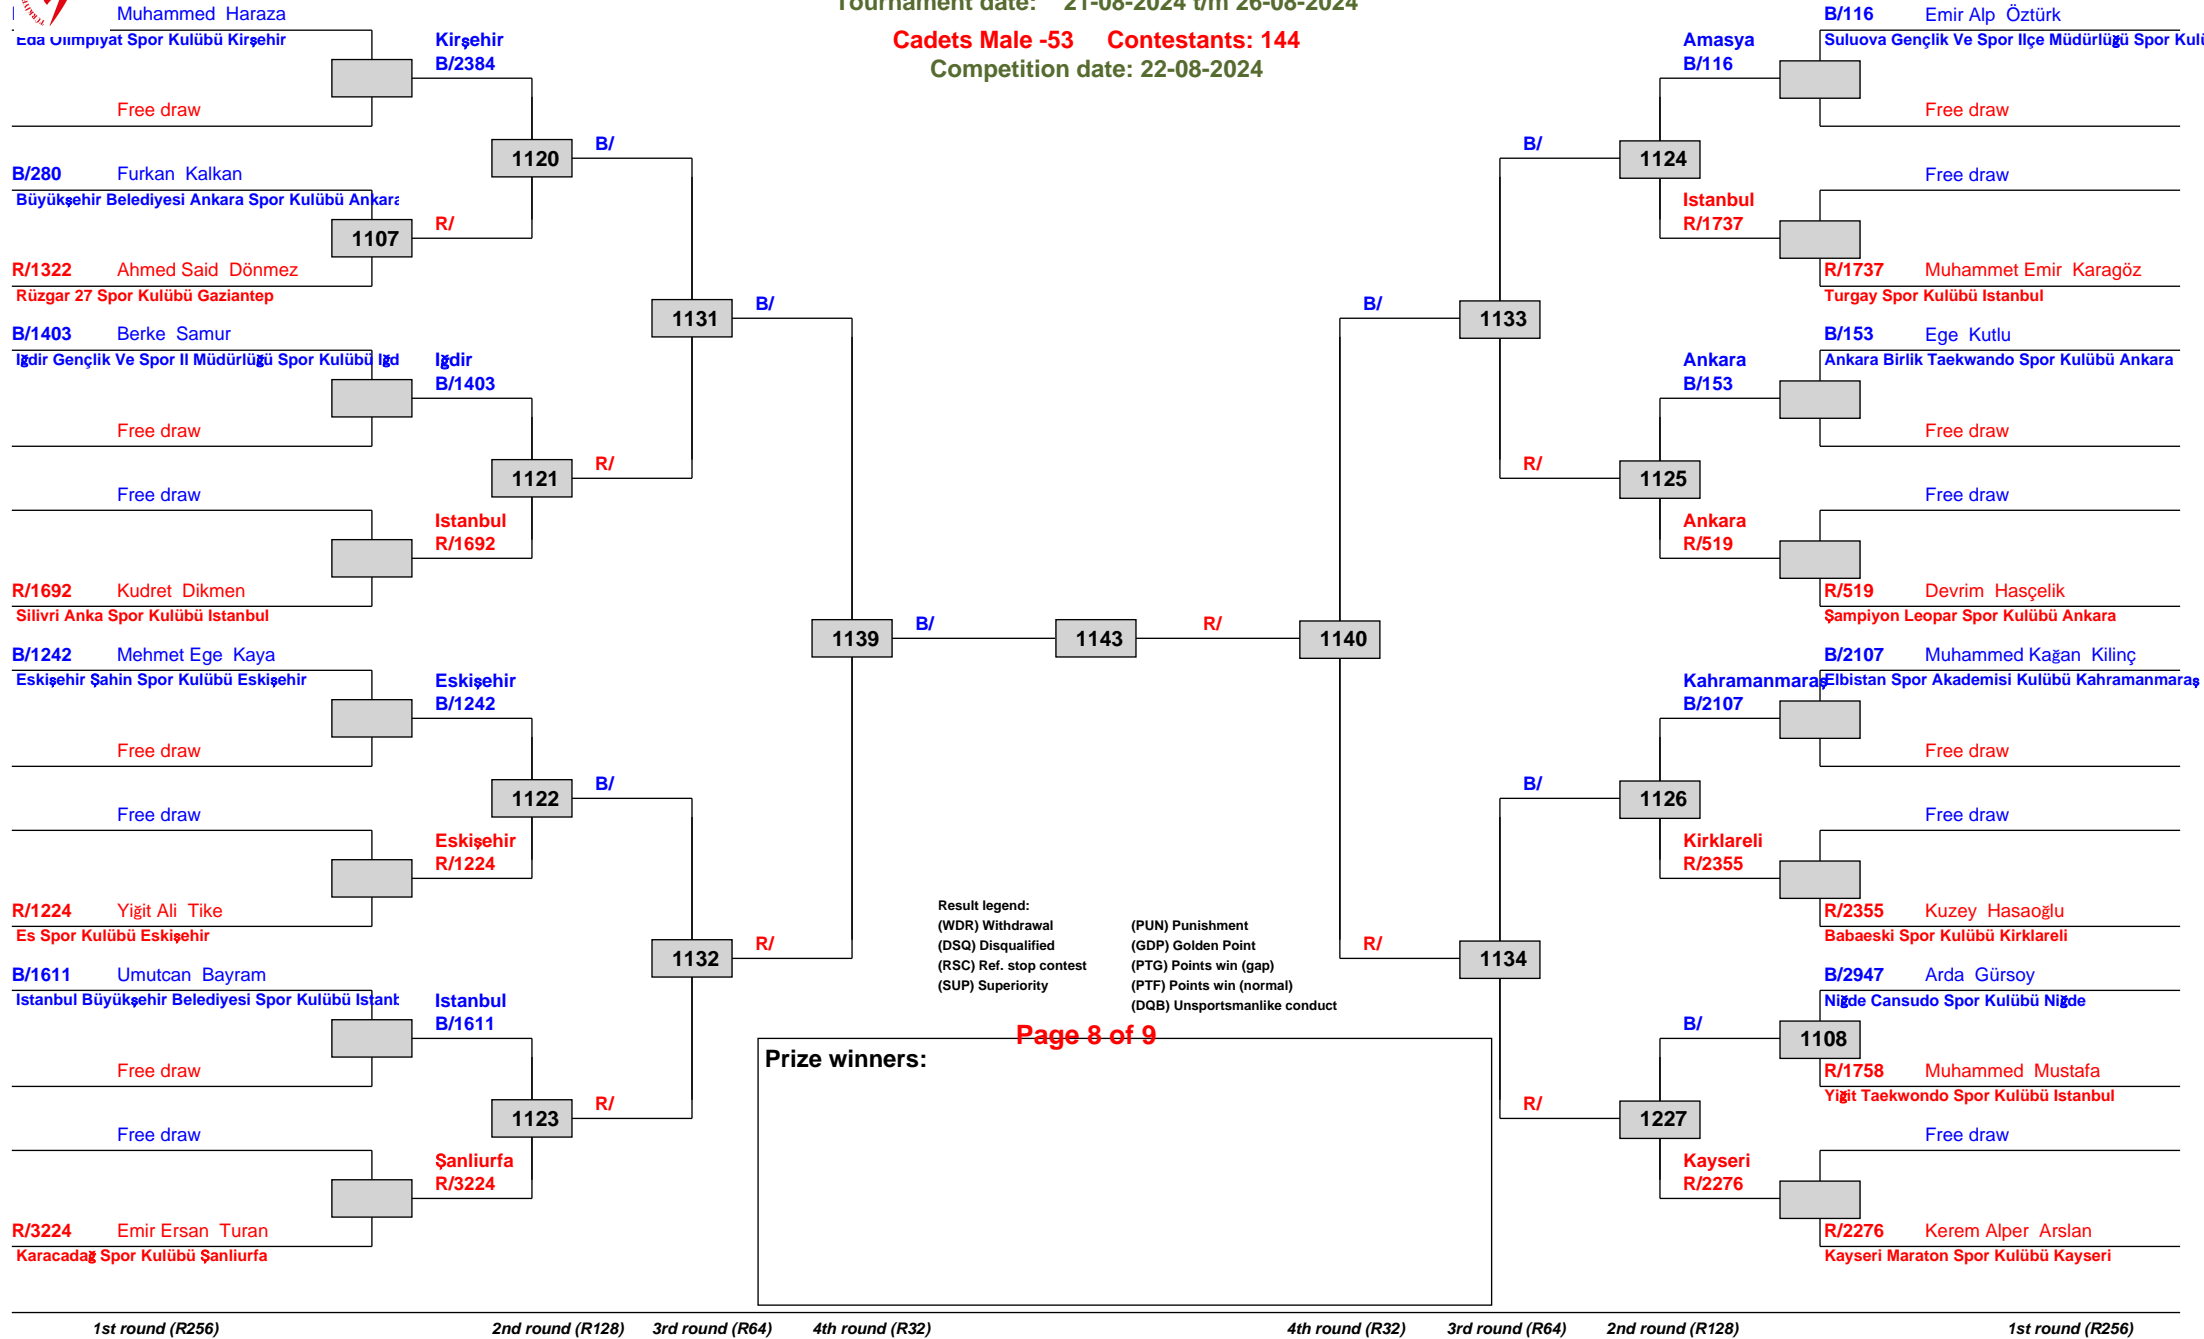 Tournament date: 21-08-2024 t/m 26-08-2024
Cadets Male -53 Contestants: 144
Competition date: 22-08-2024
Muhammed Haraza
Eda Olimpiyat Spor Kulübü Kirşehir
Kirşehir
B/2384
Free draw
1120
B/
B/280 Furkan Kalkan
Büyükşehir Belediyesi Ankara Spor Kulübü Ankara
1107
R/
R/1322 Ahmed Said Dönmez
Rüzgar 27 Spor Kulübü Gaziantep
1131
B/
B/1403 Berke Samur
Iğdir Gençlik Ve Spor Il Müdürlüğü Spor Kulübü Iğd
Iğdir
B/1403
Free draw
1121
R/
Free draw
Istanbul
R/1692
R/1692 Kudret Dikmen
Silivri Anka Spor Kulübü Istanbul
1139
B/
1143
R/
1140
B/1242 Mehmet Ege Kaya
Eskişehir Şahin Spor Kulübü Eskişehir
Eskişehir
B/1242
Free draw
1122
B/
Free draw
Eskişehir
R/1224
R/1224 Yiğit Ali Tike
Es Spor Kulübü Eskişehir
1132
R/
B/1611 Umutcan Bayram
Istanbul Büyükşehir Belediyesi Spor Kulübü Istanb
Istanbul
B/1611
Free draw
1123
R/
Free draw
Şanliurfa
R/3224
R/3224 Emir Ersan Turan
Karacadağ Spor Kulübü Şanliurfa
B/116 Emir Alp Öztürk
Suluova Gençlik Ve Spor Ilçe Müdürlüğü Spor Kulü
Amasya
B/116
Free draw
B/
1124
Free draw
Istanbul
R/1737
R/1737 Muhammet Emir Karagöz
Turgay Spor Kulübü Istanbul
B/
1133
B/153 Ege Kutlu
Ankara Birlik Taekwando Spor Kulübü Ankara
Ankara
B/153
Free draw
R/
1125
Free draw
Ankara
R/519
R/519 Devrim Hasçelik
Şampiyon Leopar Spor Kulübü Ankara
B/2107 Muhammed Kağan Kilinç
Elbistan Spor Akademisi Kulübü Kahramanmaraş
Kahramanmaraş
B/2107
Free draw
B/
1126
Free draw
Kirklareli
R/2355
R/2355 Kuzey Hasaoğlu
Babaeski Spor Kulübü Kirklareli
R/
1134
B/2947 Arda Gürsoy
Niğde Cansudo Spor Kulübü Niğde
B/
1108
R/1758 Muhammed Mustafa
Yiğit Taekwondo Spor Kulübü Istanbul
R/
1227
Free draw
Kayseri
R/2276
R/2276 Kerem Alper Arslan
Kayseri Maraton Spor Kulübü Kayseri
Result legend:
(WDR) Withdrawal (PUN) Punishment
(DSQ) Disqualified (GDP) Golden Point
(RSC) Ref. stop contest (PTG) Points win (gap)
(SUP) Superiority (PTF) Points win (normal)
(DQB) Unsportsmanlike conduct
Page 8 of 9
Prize winners:
1st round (R256) 2nd round (R128) 3rd round (R64) 4th round (R32) 4th round (R32) 3rd round (R64) 2nd round (R128) 1st round (R256)